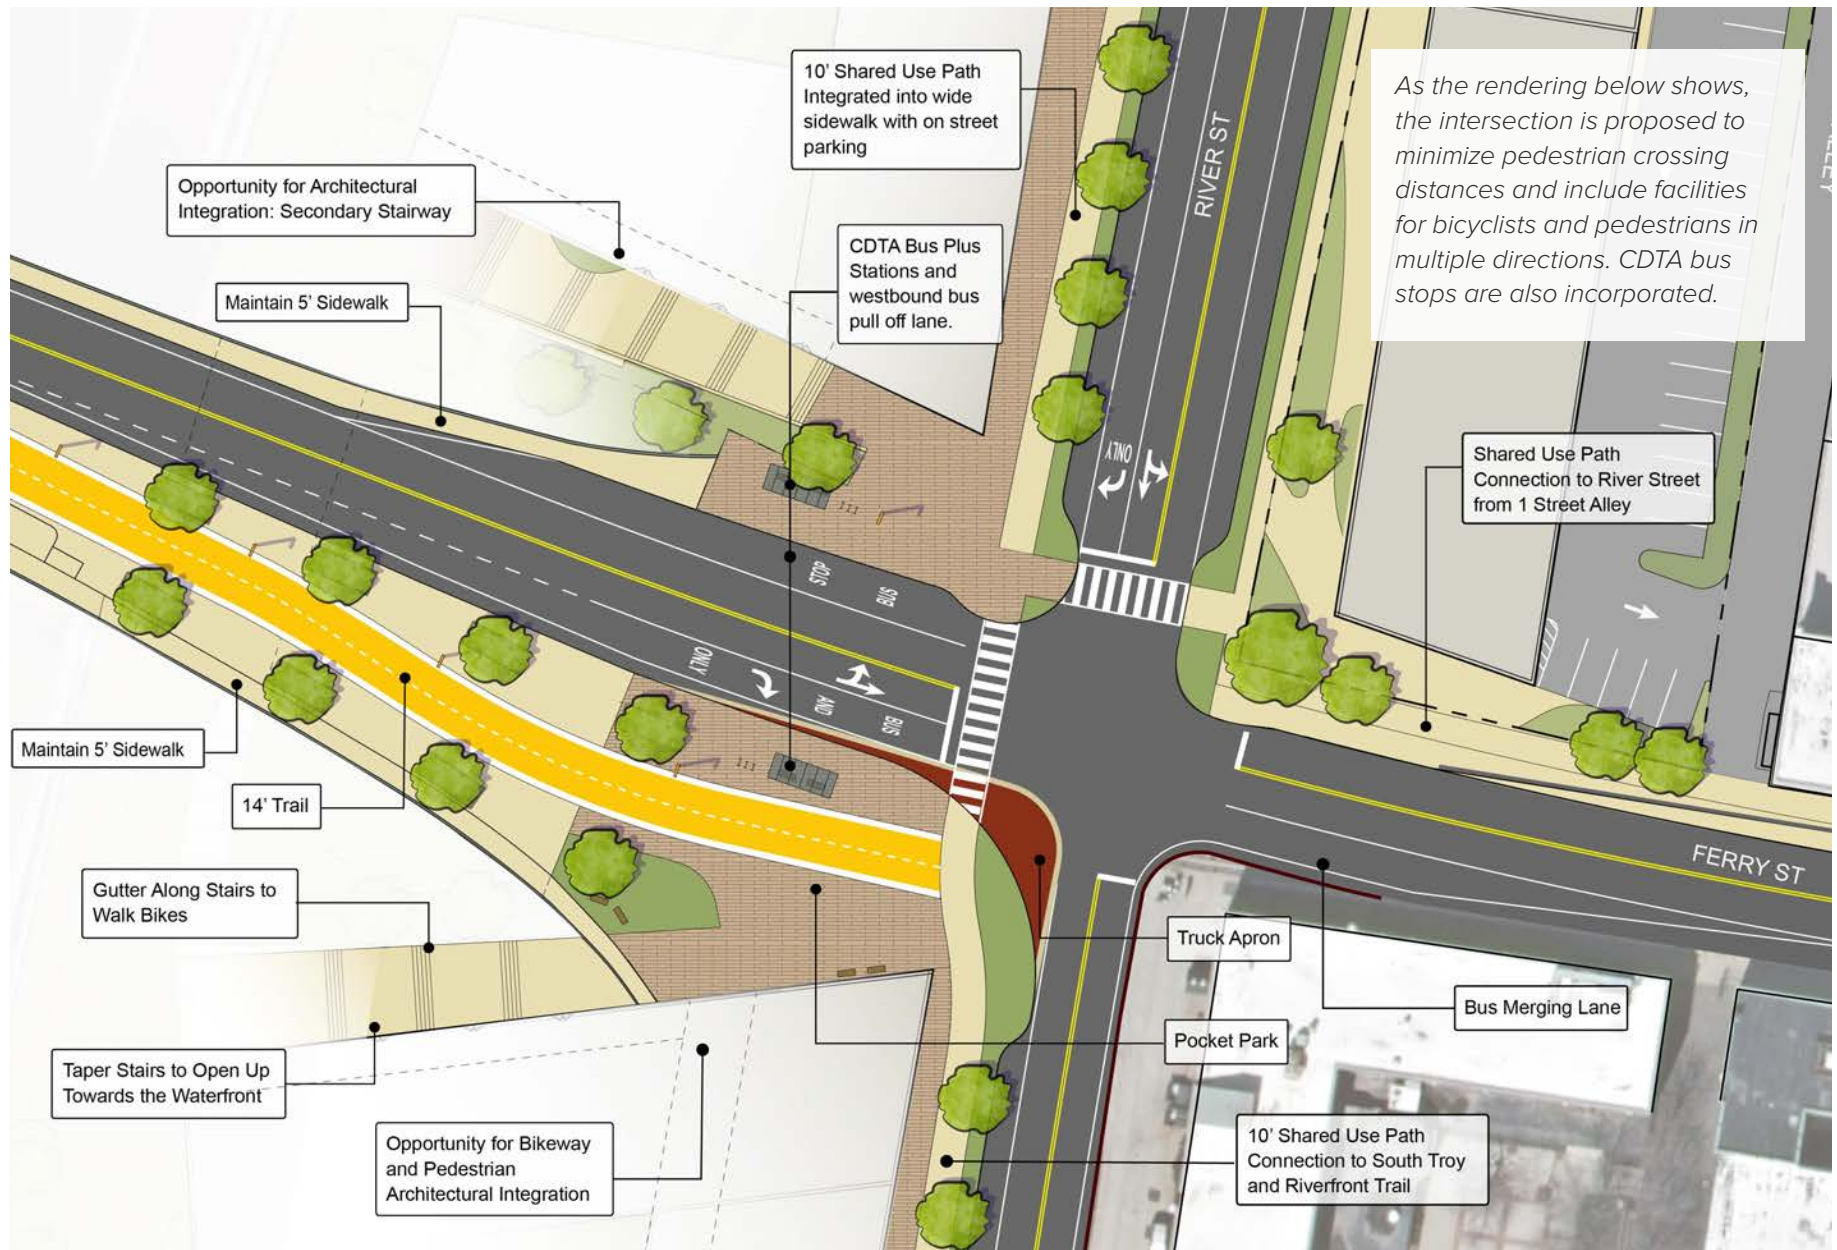 As the rendering below shows,
the intersection is proposed to
minimize pedestrian crossing
distances and include facilities
for bicyclists and pedestrians in
multiple directions. CDTA bus
stops are also incorporated.
10’ Shared Use Path
Integrated into wide
sidewalk with on street
parking
RIVER ST
ALLEY
Opportunity for Architectural
Integration: Secondary Stairway
CDTA Bus Plus
Stations and
westbound bus
pull off lane.
Maintain 5’ Sidewalk
ONLY
Shared Use Path
Connection to River Street
from 1 Street Alley
STOP
BUS
ONLY
AND
BUS
Maintain 5’ Sidewalk
14’ Trail
FERRY ST
Gutter Along Stairs to
Walk Bikes
Truck Apron
Bus Merging Lane
Pocket Park
Taper Stairs to Open Up
Towards the Waterfront
Opportunity for Bikeway
and Pedestrian
Architectural Integration
10’ Shared Use Path
Connection to South Troy
and Riverfront Trail